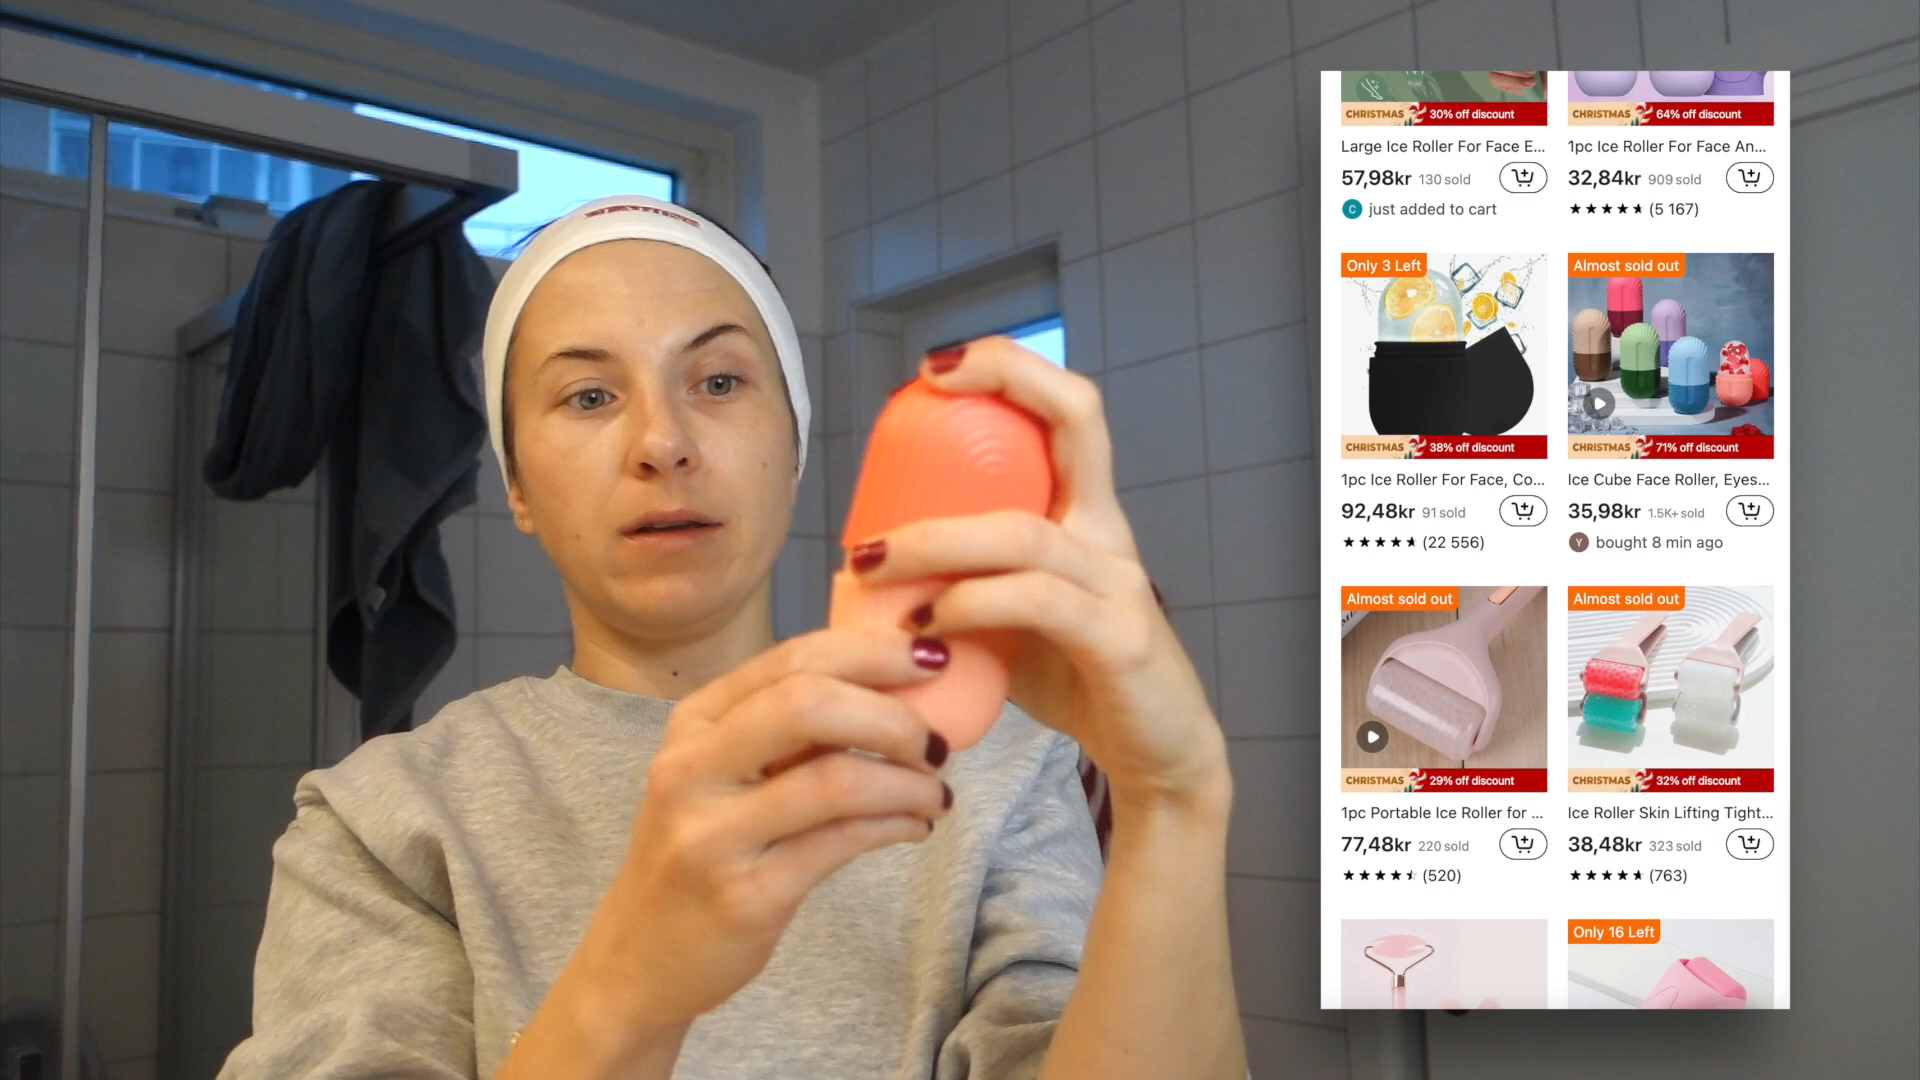 CHRISTMAS 30% off discount
Large Ice Roller For Face E...
57,98kr 130 sold
C just added to cart
CHRISTMAS 64% off discount
1pc Ice Roller For Face An...
32,84kr 909 sold
(5 167)
Only 3 Left
CHRISTMAS 38% off discount
1pc Ice Roller For Face, Co...
92,48kr 91 sold
(22 556)
Almost sold out
CHRISTMAS 71% off discount
Ice Cube Face Roller, Eyes...
35,98kr 1.5K+ sold
Y bought 8 min ago
Almost sold out
CHRISTMAS 29% off discount
1pc Portable Ice Roller for ...
77,48kr 220 sold
(520)
Almost sold out
CHRISTMAS 32% off discount
Ice Roller Skin Lifting Tight...
38,48kr 323 sold
(763)
Only 16 Left